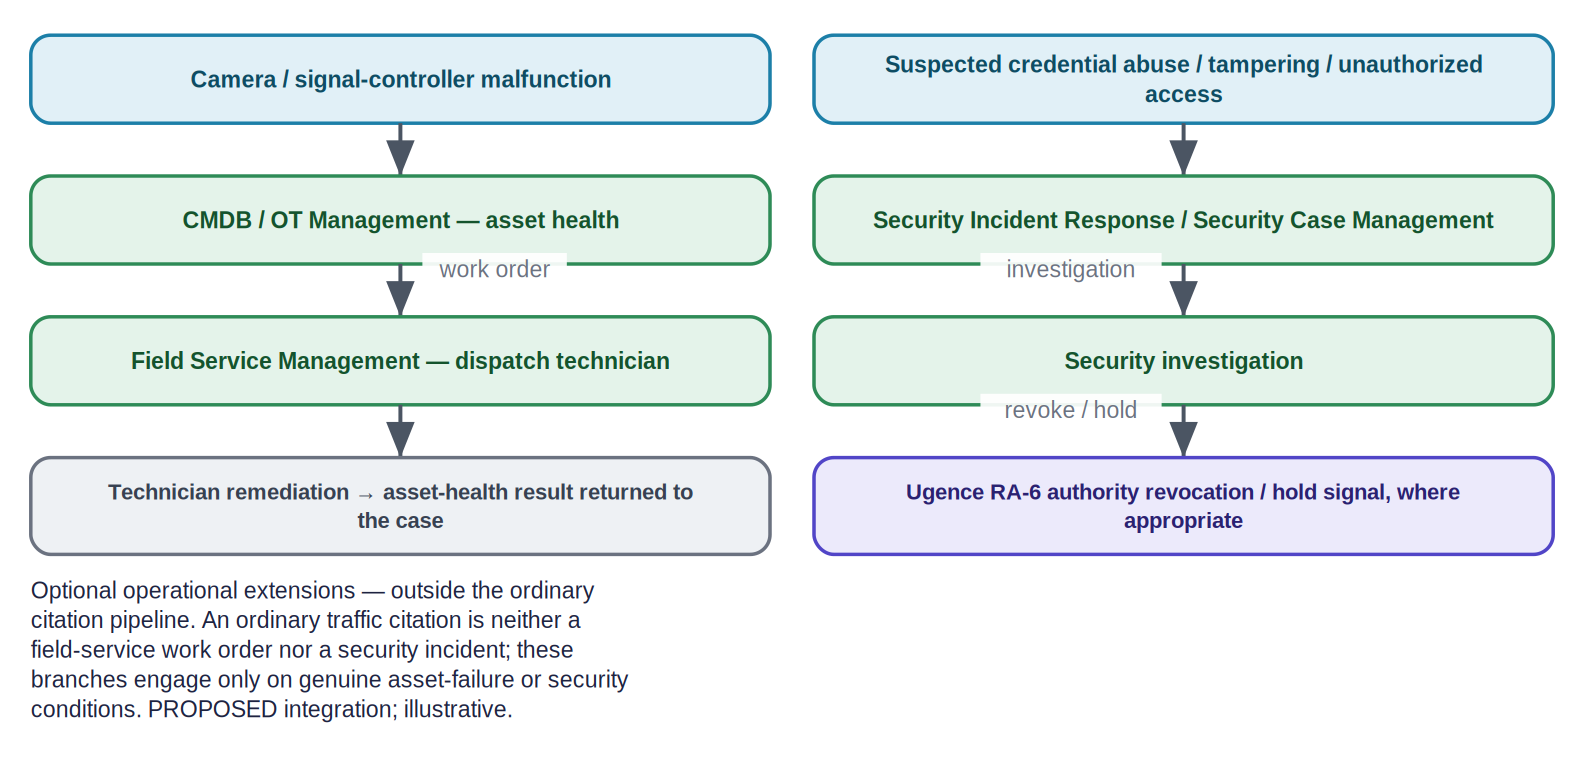 Camera / signal-controller malfunction
CMDB / OT Management — asset health
work order
Field Service Management — dispatch technician
Technician remediation → asset-health result returned to
the case
Suspected credential abuse / tampering / unauthorized
access
Security Incident Response / Security Case Management
investigation
Security investigation
revoke / hold
Ugence RA-6 authority revocation / hold signal, where
appropriate
Optional operational extensions — outside the ordinary
citation pipeline. An ordinary traffic citation is neither a
field-service work order nor a security incident; these
branches engage only on genuine asset-failure or security
conditions. PROPOSED integration; illustrative.